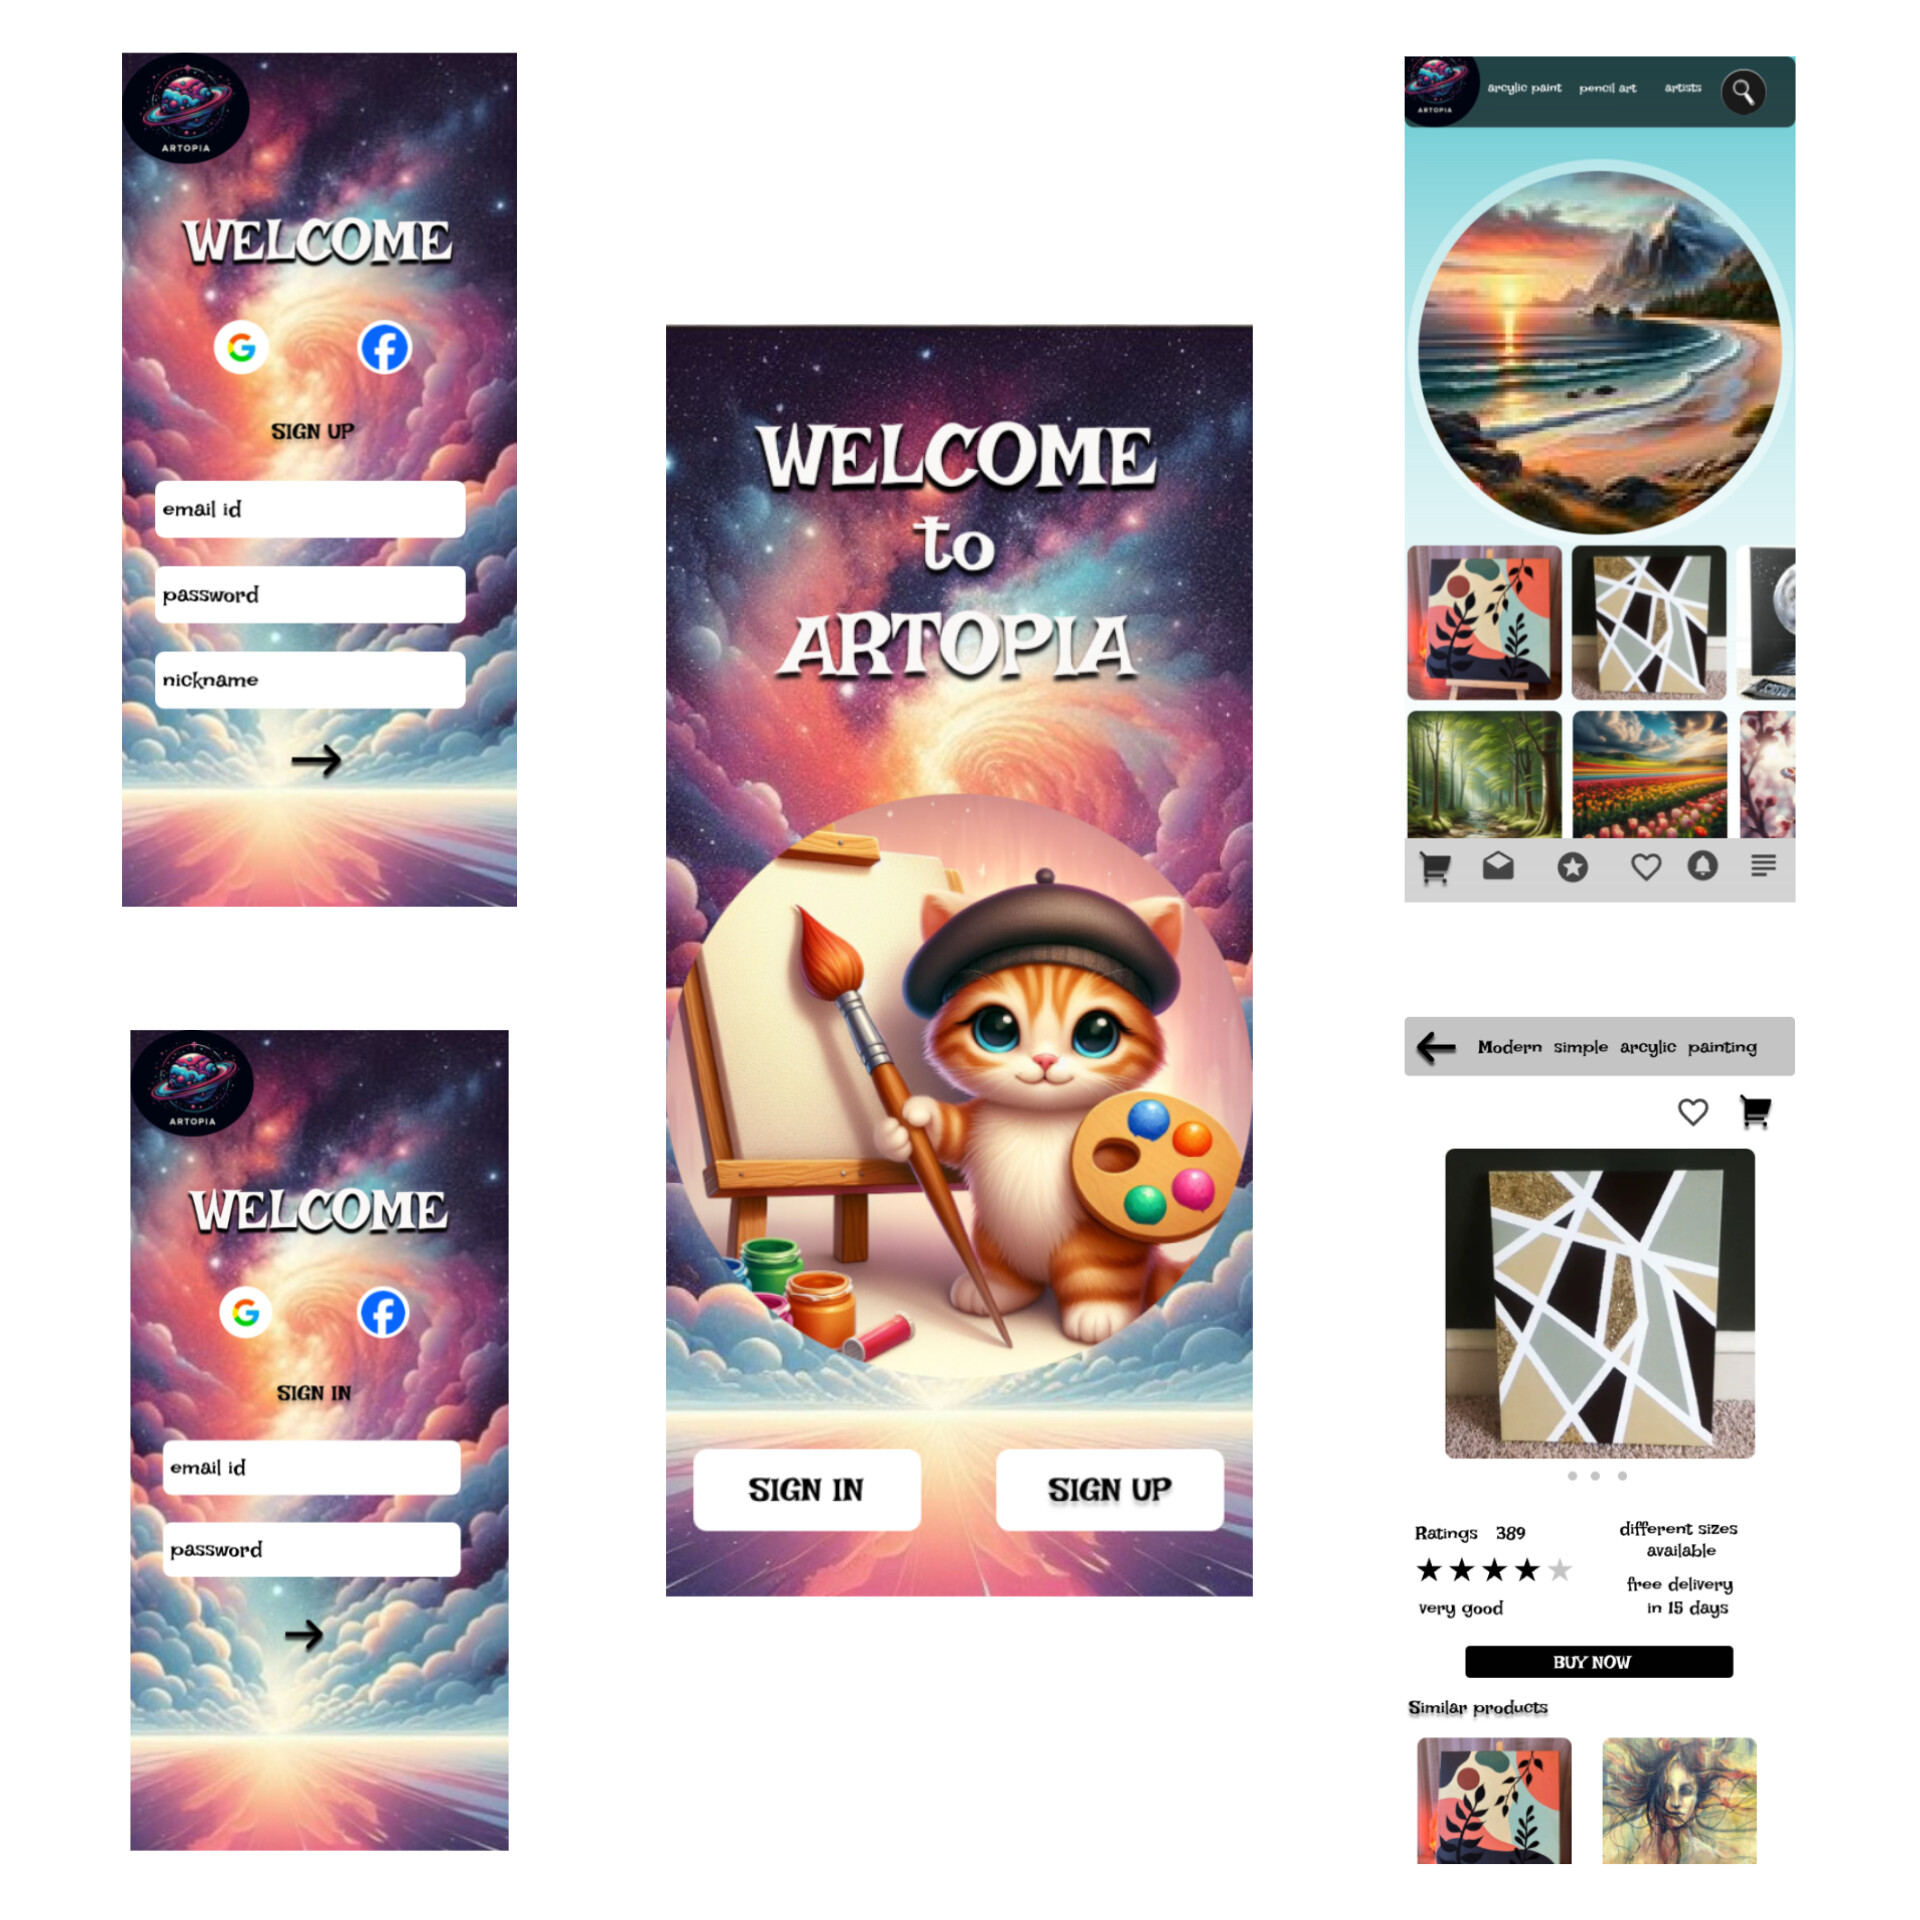 ARTOPIA
WELCOME
SIGN UP
email id
password
nickname
ARTOPIA
WELCOME
SIGN IN
email id
password
WELCOME
to
ARTOPIA
SIGN IN
SIGN UP
ARTOPIA
arcylic paint pencil art artists
Modern simple arcylic painting
Ratings 389
very good
different sizes
available
free delivery
in 15 days
BUY NOW
Similar products